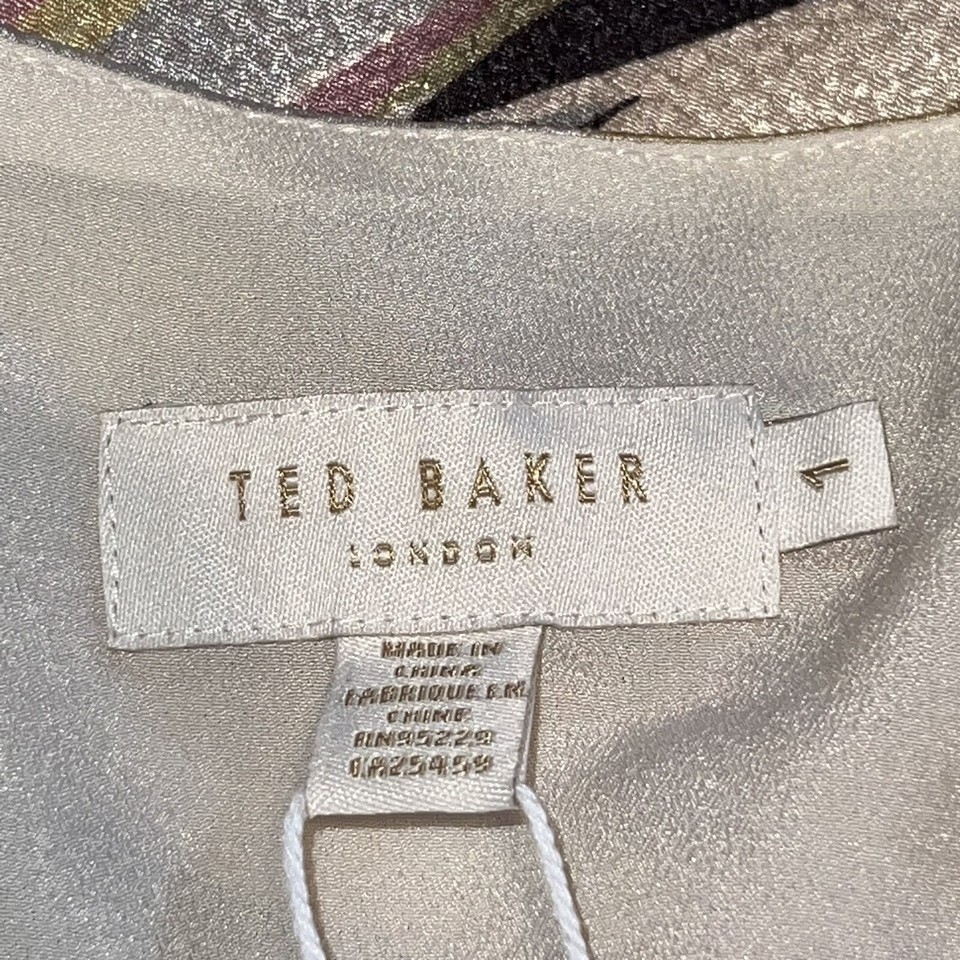 TED BAKER
LONDON
1
MADE IN
CHINA
FABRIQUE EN
CHINE
RN95229
CA25459